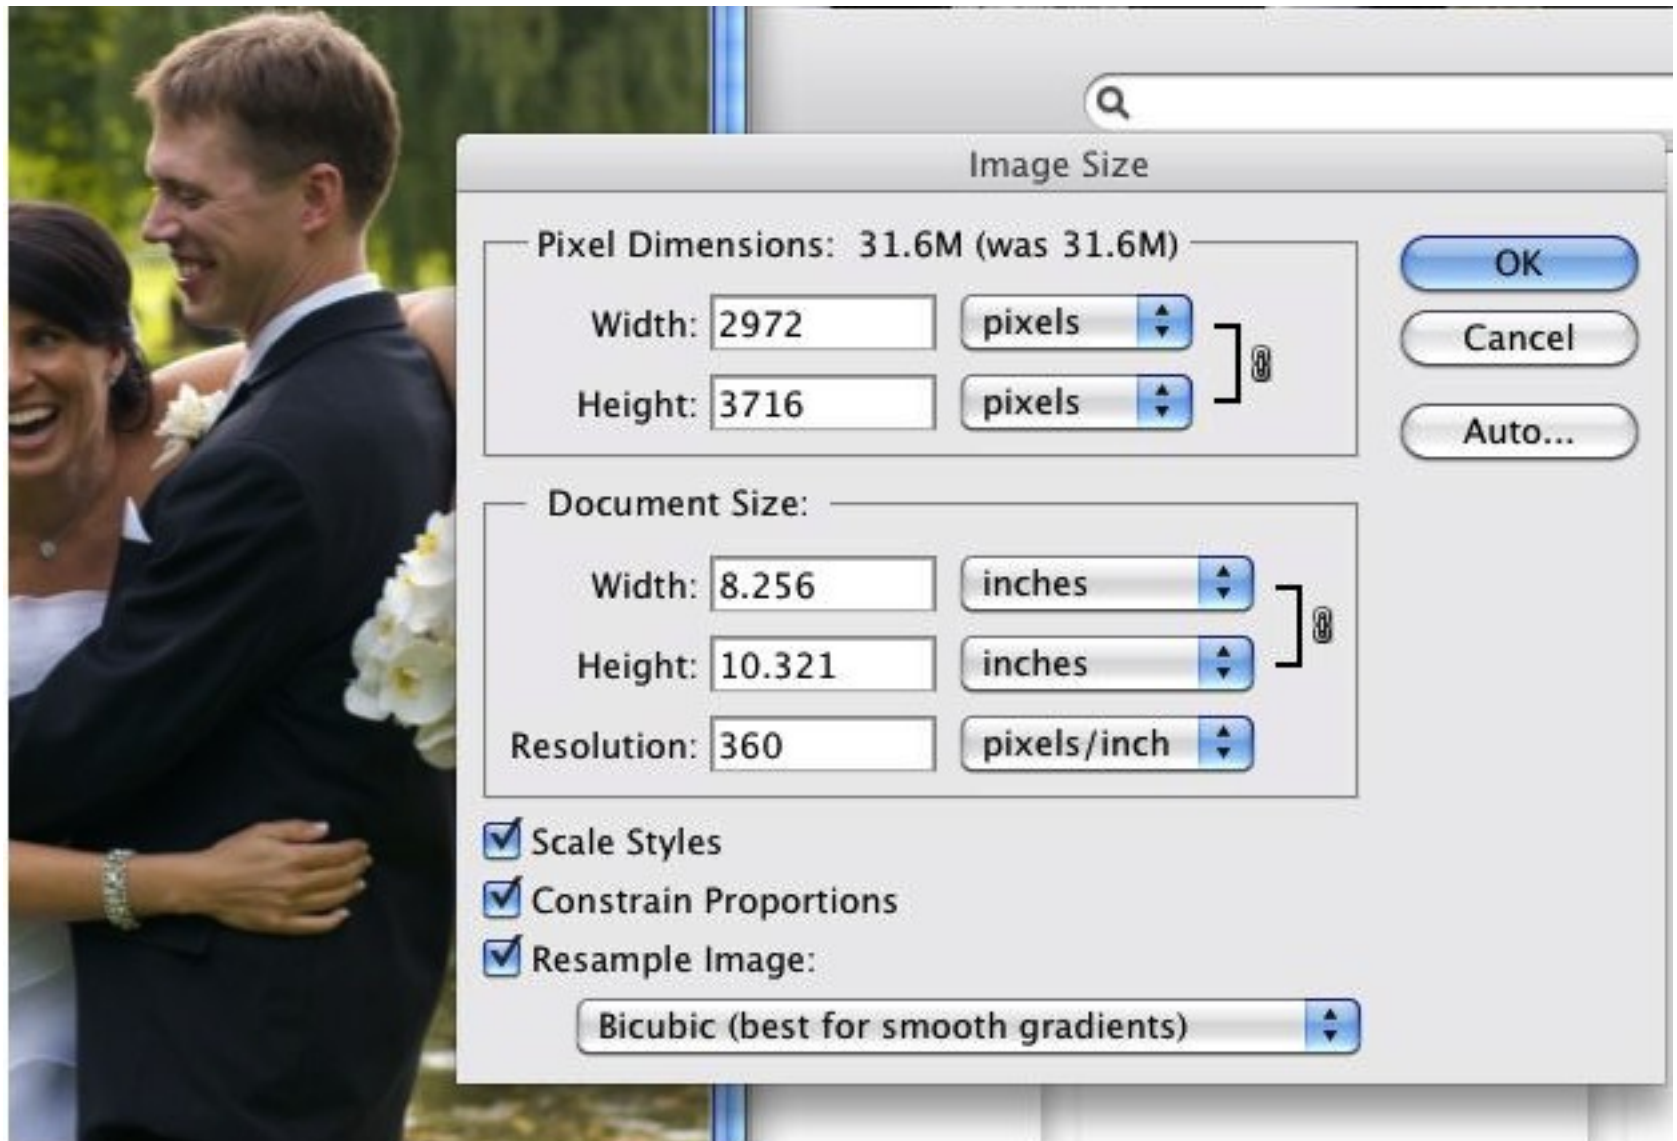 Image Size
Pixel Dimensions: 31.6M (was 31.6M)
OK
Width: 2972 pixels
Cancel
Height: 3716 pixels
Auto...
Document Size:
Width: 8.256 inches
Height: 10.321 inches
Resolution: 360 pixels/inch
Scale Styles
Constrain Proportions
Resample Image:
Bicubic (best for smooth gradients)